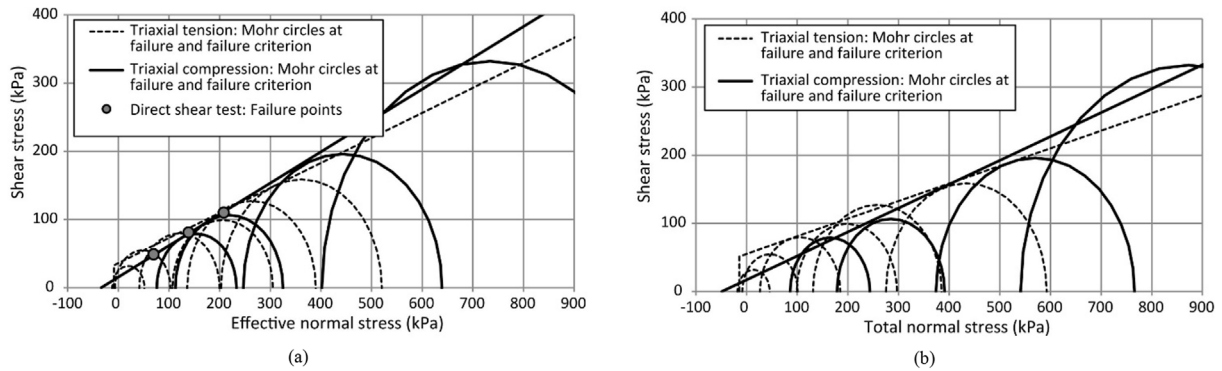 400
300
200
100
0
Shear stress (kPa)
Triaxial tension: Mohr circles at
failure and failure criterion
Triaxial compression: Mohr circles at
failure and failure criterion
Direct shear test: Failure points
-100 0 100 200 300 400 500 600 700 800 900
Effective normal stress (kPa)
(a)
400
300
200
100
0
Shear stress (kPa)
Triaxial tension: Mohr circles at
failure and failure criterion
Triaxial compression: Mohr circles at
failure and failure criterion
-100 0 100 200 300 400 500 600 700 800 900
Total normal stress (kPa)
(b)